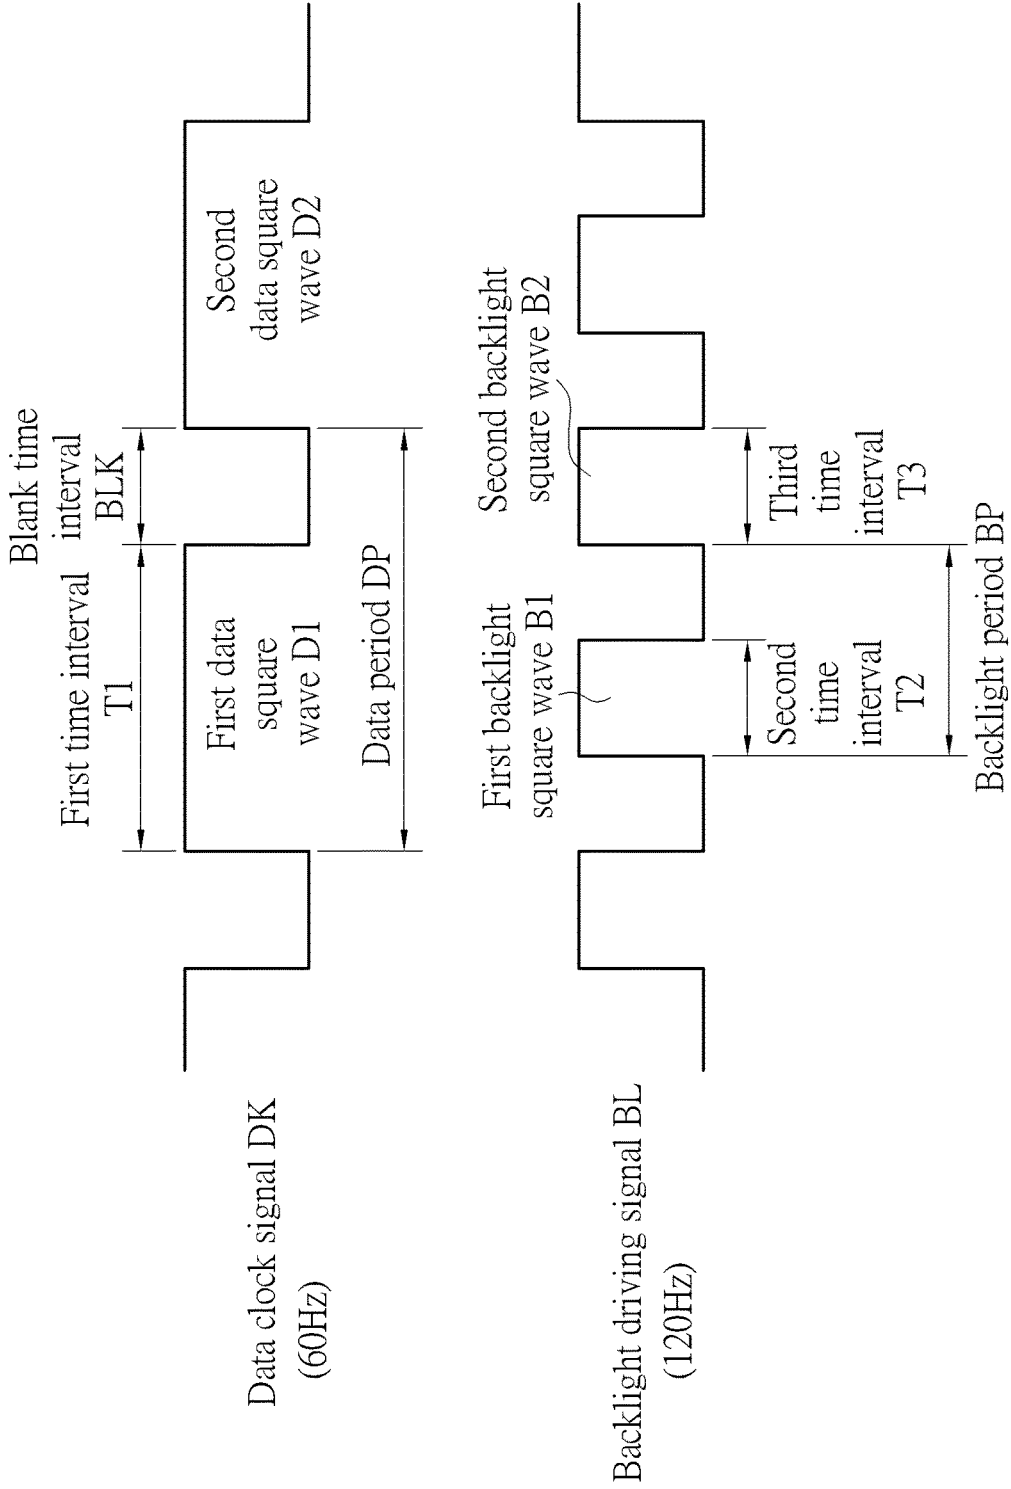 Blank time
interval
BLK
First time interval
T1
Data clock signal DK
(60Hz)
First data
square
wave D1
Second
data square
wave D2
Data period DP
First backlight
square wave B1
Second backlight
square wave B2
Backlight driving signal BL
(120Hz)
Second
time
interval
T2
Third
time
interval
T3
Backlight period BP